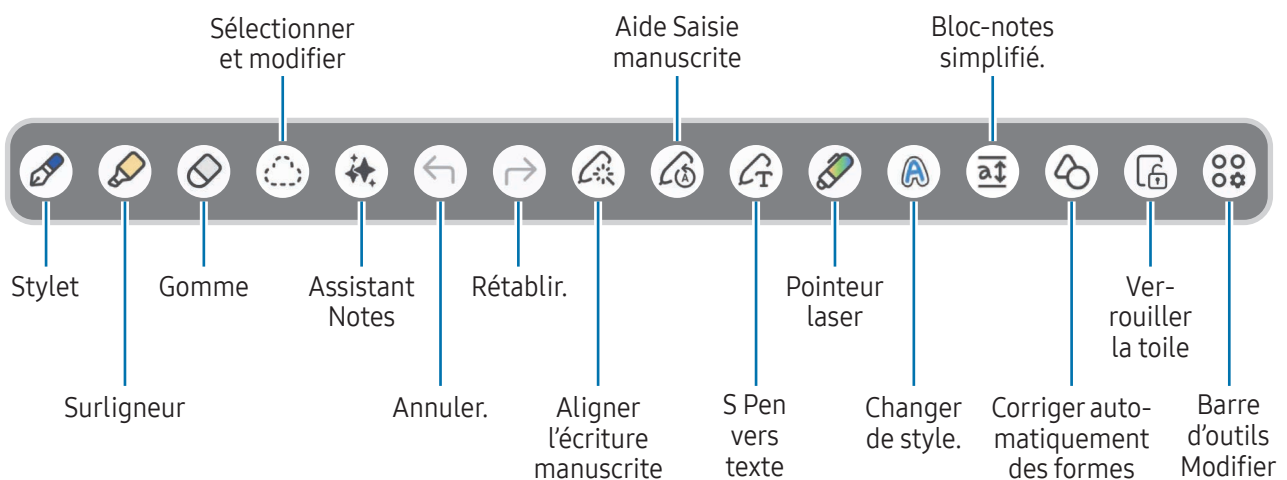 Sélectionner
et modifier
Aide Saisie
manuscrite
Bloc-notes
simplifié.
Stylet
Gomme
Assistant
Notes
Rétablir.
Pointeur
laser
Ver-
rouiller
la toile
Surligneur
Annuler.
Aligner
l'écriture
manuscrite
S Pen
vers
texte
Changer
de style.
Corriger auto-
matiquement
des formes
Barre
d'outils
Modifier